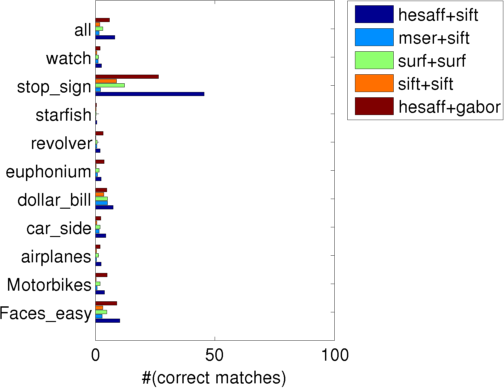 all
watch
stop_sign
starfish
revolver
euphonium
dollar_bill
car_side
airplanes
Motorbikes
Faces_easy
0
50
100
#(correct matches)
hesaff+sift
mser+sift
surf+surf
sift+sift
hesaff+gabor